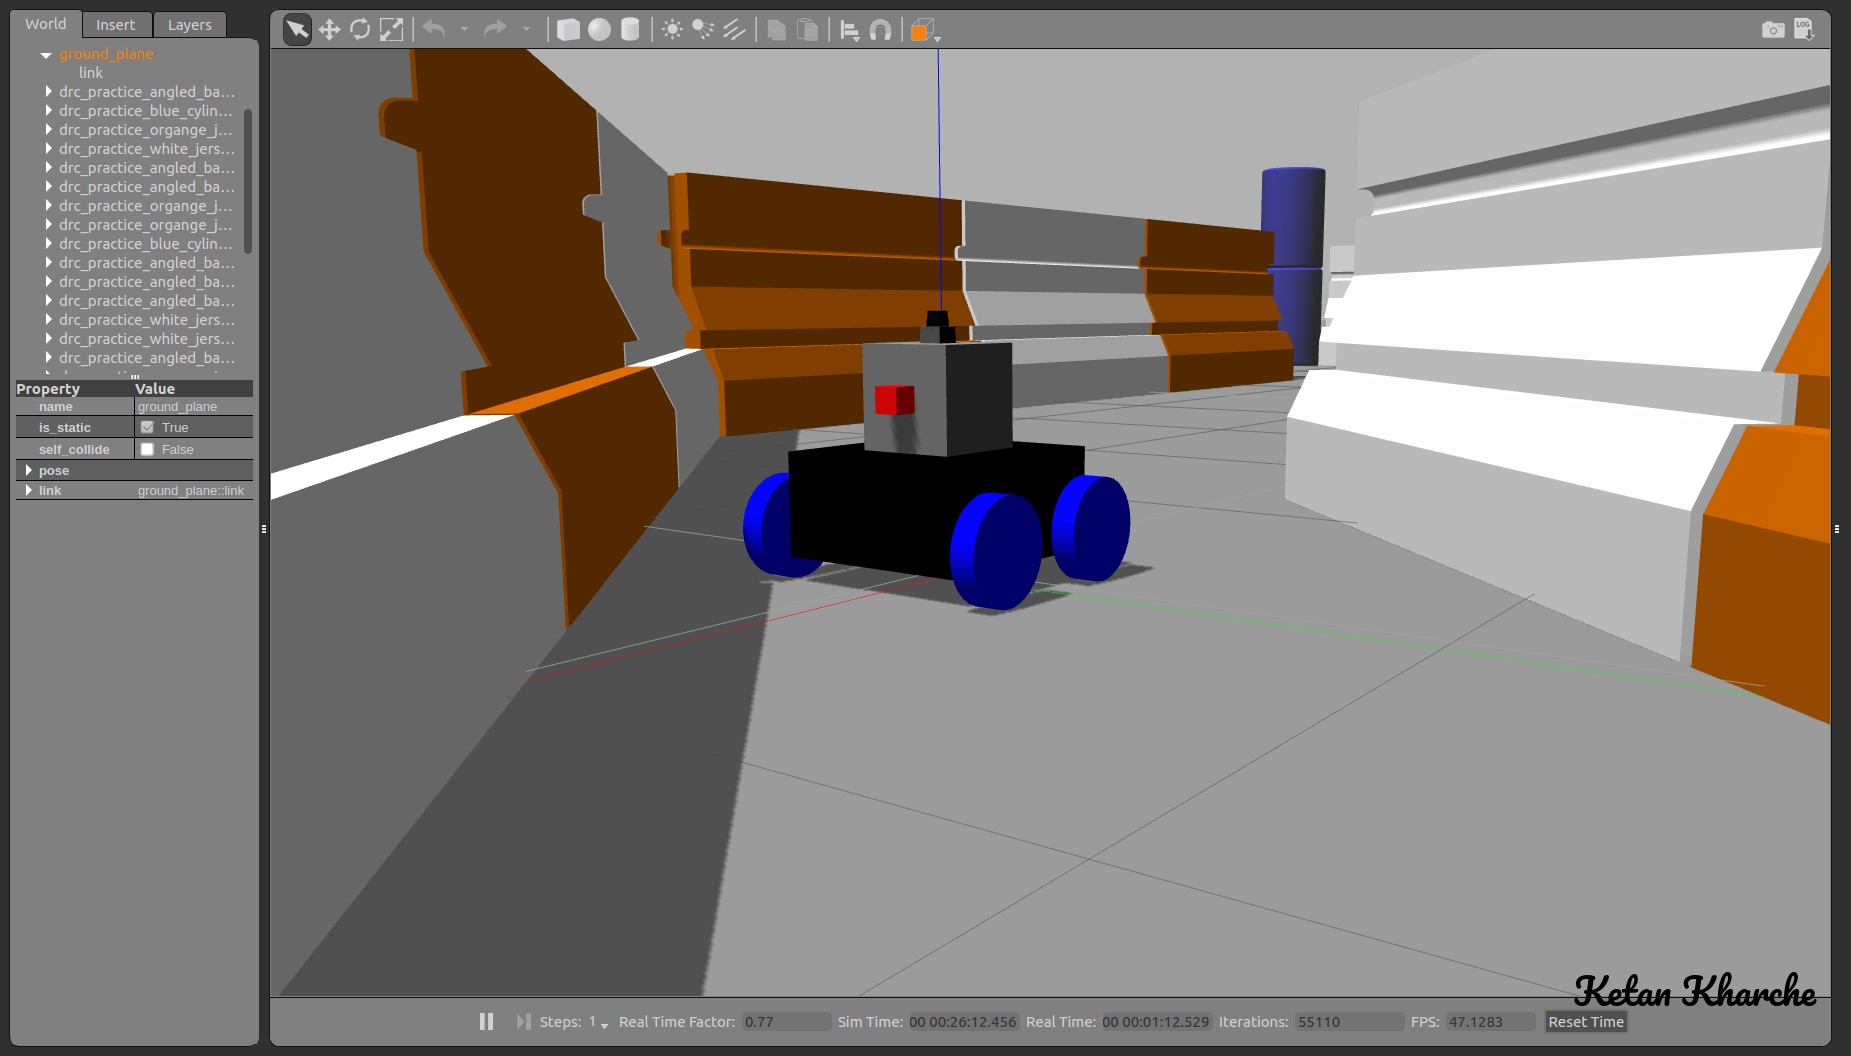 World Insert Layers
LOG
ground_plane
link
drc_practice_angled_ba...
drc_practice_blue_cylin...
drc_practice_organge_j...
drc_practice_white_jers...
drc_practice_angled_ba...
drc_practice_angled_ba...
drc_practice_organge_j...
drc_practice_organge_j...
drc_practice_blue_cylin...
drc_practice_angled_ba...
drc_practice_angled_ba...
drc_practice_angled_ba...
drc_practice_white_jers...
drc_practice_white_jers...
drc_practice_angled_ba...
Property Value
name ground_plane
is_static True
self_collide False
pose
link ground_plane::link
Ketan Kharche
Steps: 1 Real Time Factor: 0.77 Sim Time: 00 00:26:12.456 Real Time: 00 00:01:12.529 Iterations: 55110 FPS: 47.1283 Reset Time